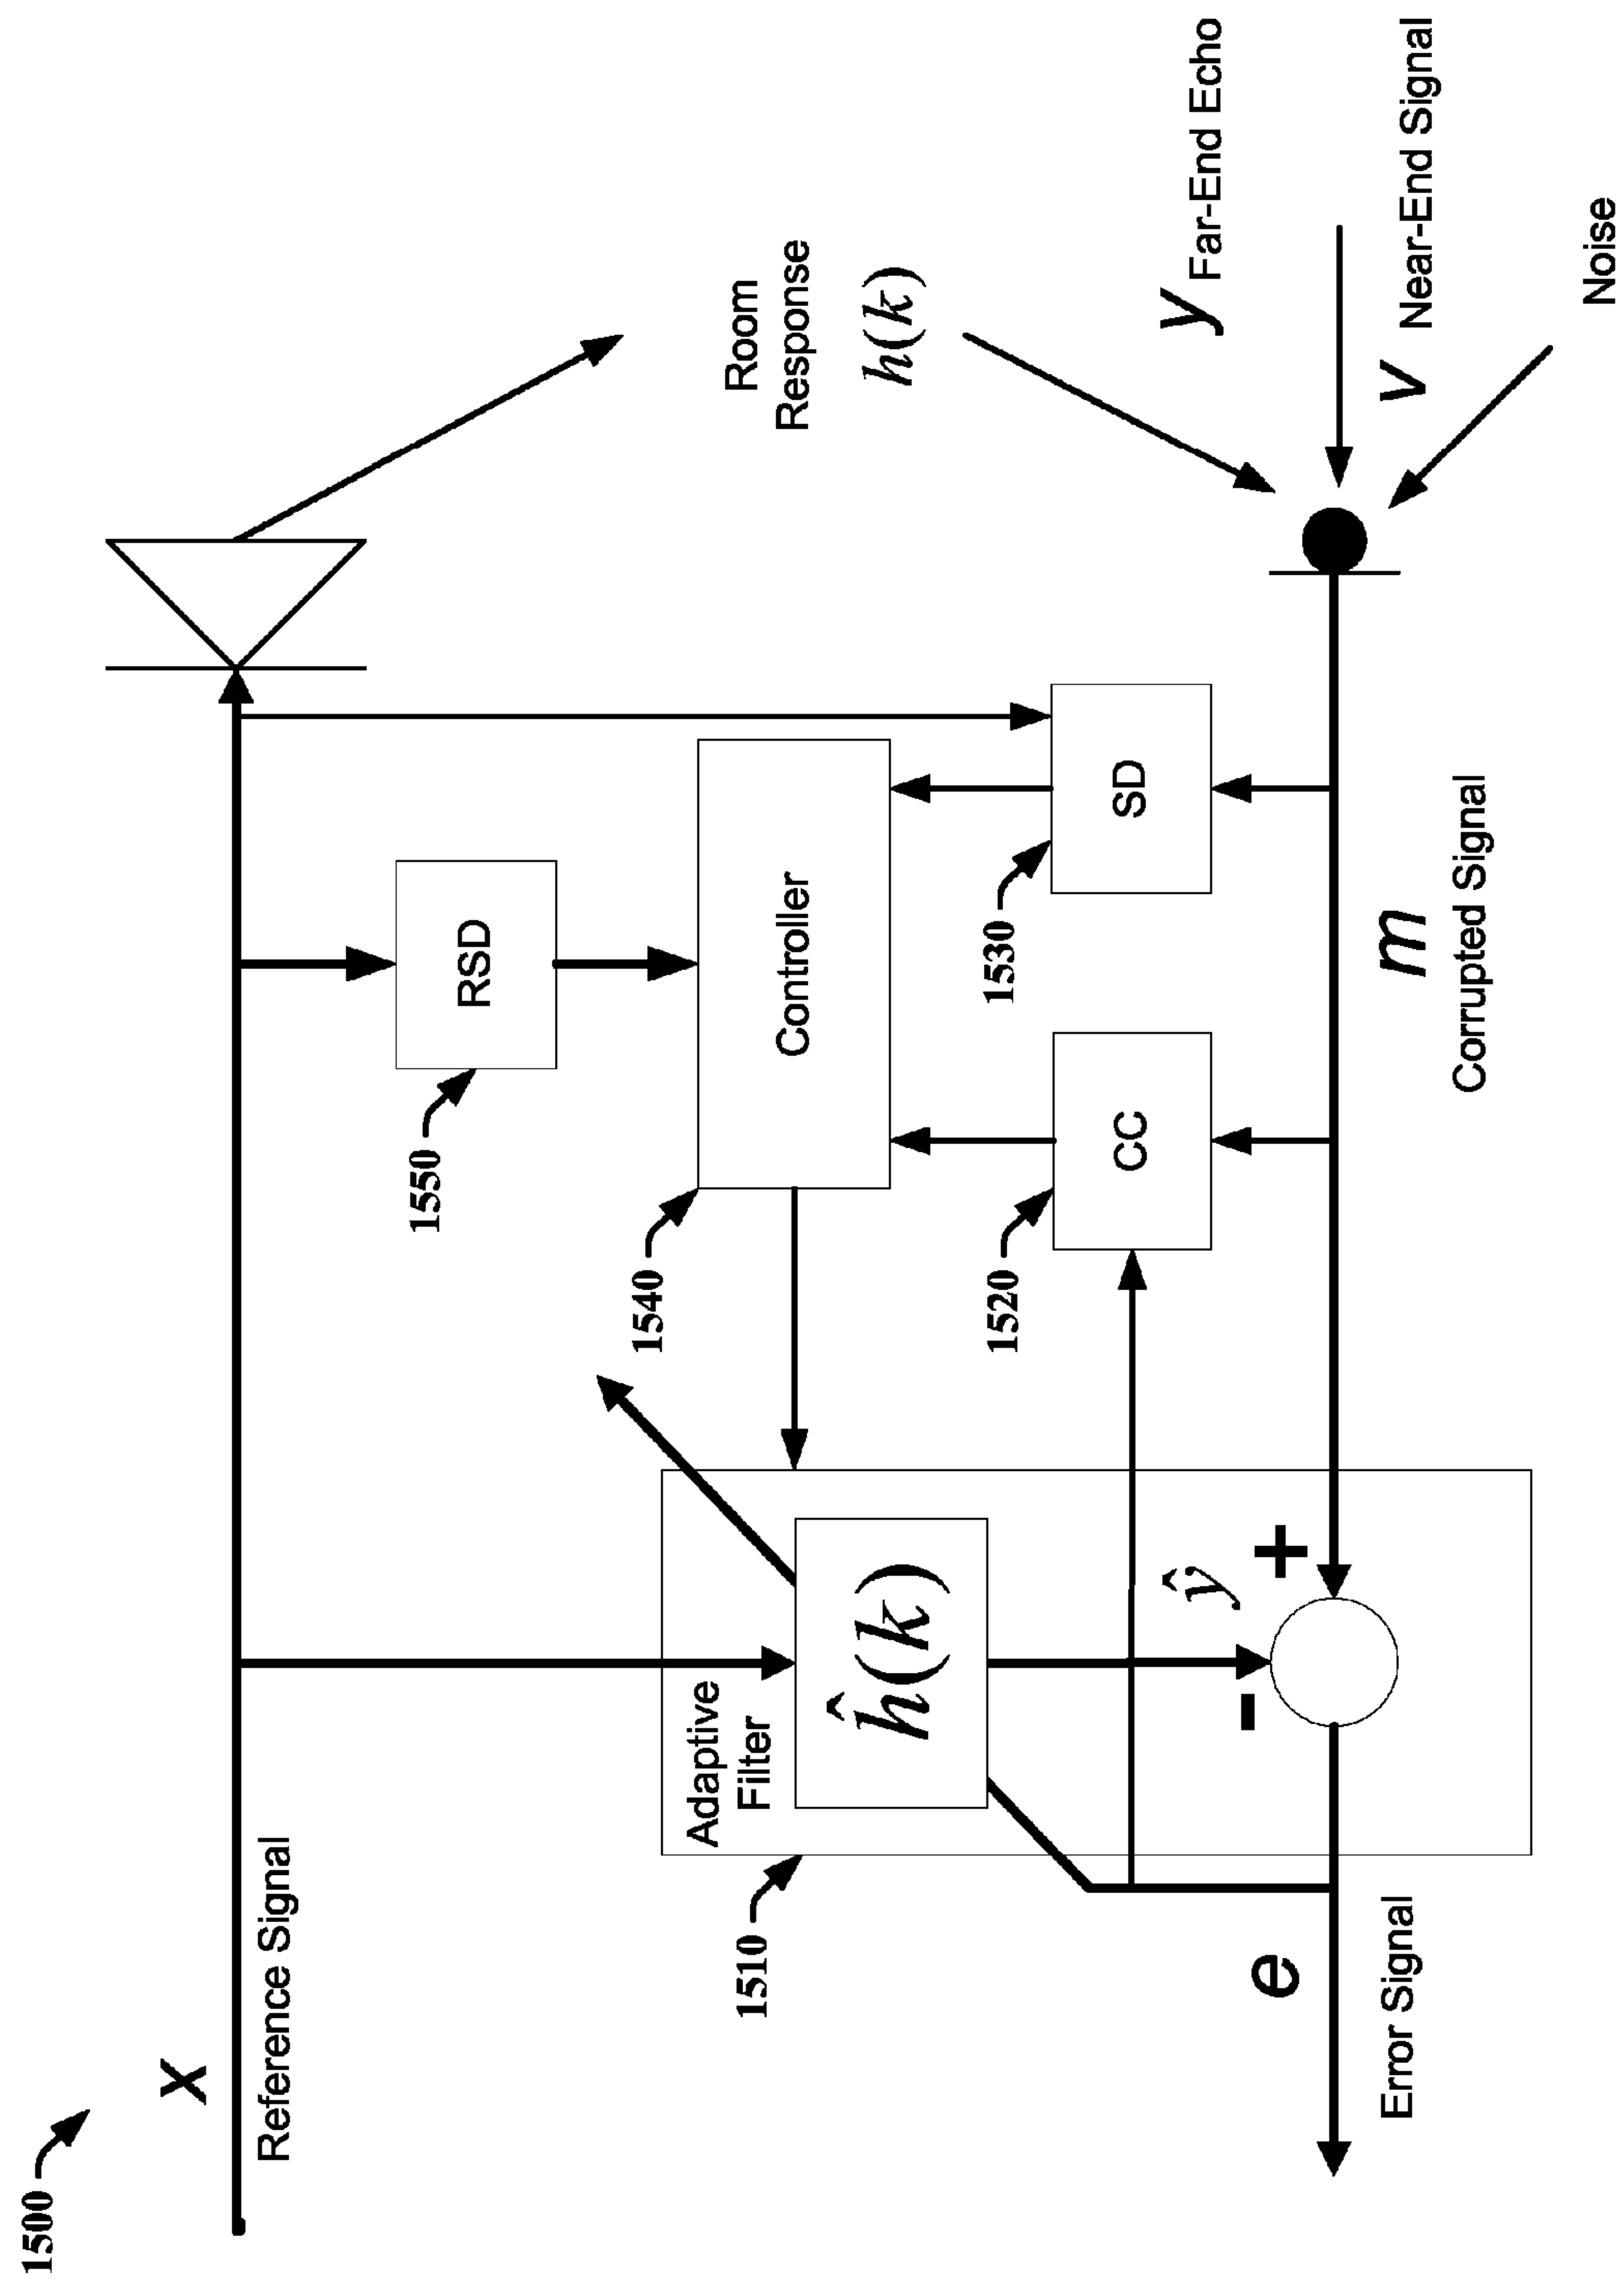 1500
x
Reference Signal
RSD
1550
Room
Response
h(k)
Controller
1540
Adaptive
Filter
ĥ(k)
1510
CC
1520
SD
1530
y Far-End Echo
ŷ
+
-
e
Error Signal
m
Corrupted Signal
v
Near-End Signal
Noise